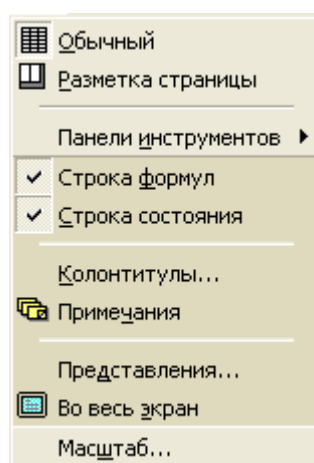 Обычный
Разметка страницы
Панели инструментов
Строка формул
Строка состояния
Колонтитулы...
Примечания
Представления...
Во весь экран
Масштаб...